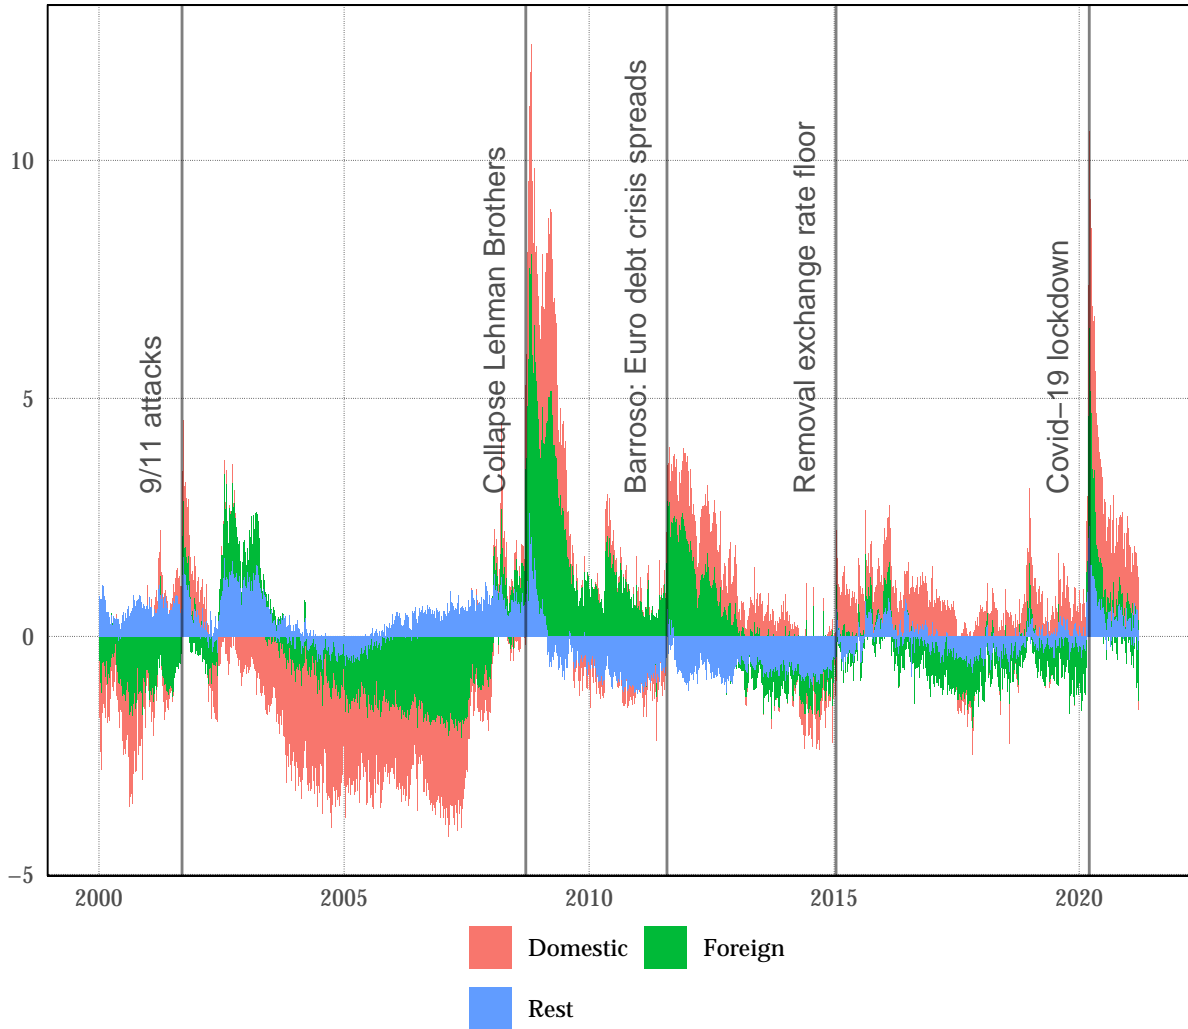 10
5
0
−5
9/11 attacks
Collapse Lehman Brothers
Barroso: Euro debt crisis spreads
Removal exchange rate floor
Covid−19 lockdown
2000
2005
2010
2015
2020
Domestic
Foreign
Rest